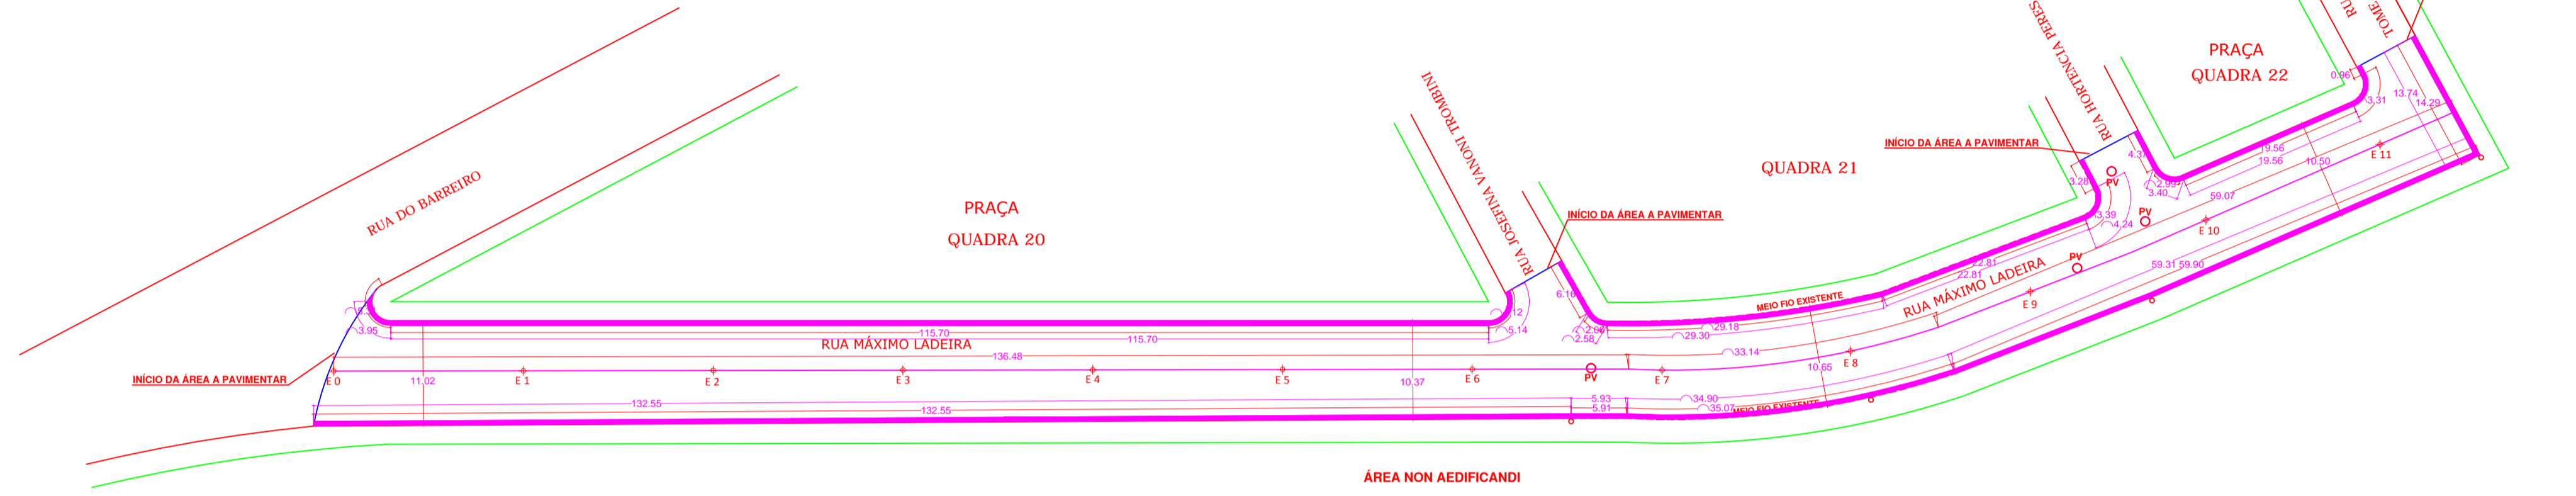 RUA DO BARREIRO
PRAÇA
QUADRA 20
RUA JOSEFINA VANONI TROMBINI
INÍCIO DA ÁREA A PAVIMENTAR
QUADRA 21
RUA HORTENCIA PERES
INÍCIO DA ÁREA A PAVIMENTAR
PRAÇA
QUADRA 22
TOME
0.96
3.31
13.74
14.29
E 11
19.56
19.56
10.50
59.07
4.3
2.99
3.40
3.28
PV
3.39
4.24
PV
E 10
PV
59.31 59.90
22.81
22.81
RUA MÁXIMO LADEIRA
E 9
MEIO FIO EXISTENTE
29.18
29.30
33.14
10.65
E 8
6.16
2.58
12
5.14
3.95
115.70
115.70
RUA MÁXIMO LADEIRA
136.48
INÍCIO DA ÁREA A PAVIMENTAR
E 0
E 1
E 2
E 3
E 4
E 5
E 6
PV
E 7
11.02
10.37
132.55
132.55
5.93
5.91
34.90
35.07
MEIO FIO EXISTENTE
ÁREA NON AEDIFICANDI